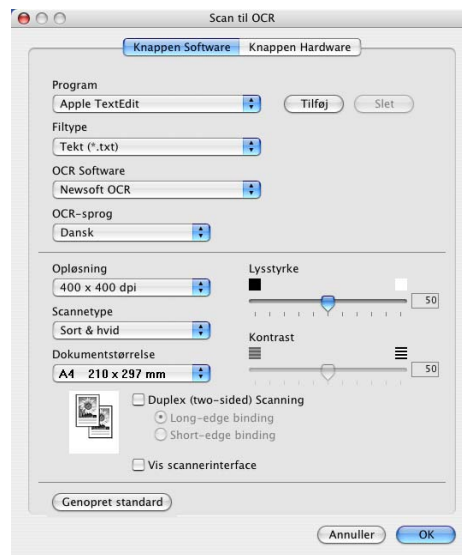 Scan til OCR
Knappen Software Knappen Hardware
Program
Apple TextEdit Tilføj Slet
Filtype
Tekt (*.txt)
OCR Software
Newsoft OCR
OCR-sprog
Dansk
Opløsning Lysstyrke
400 x 400 dpi 50
Scannetype
Sort & hvid
Kontrast
Dokumentstørrelse
A4 210 x 297 mm 50
Duplex (two-sided) Scanning
Long-edge binding
Short-edge binding
Vis scannerinterface
Genopret standard
Annuller OK